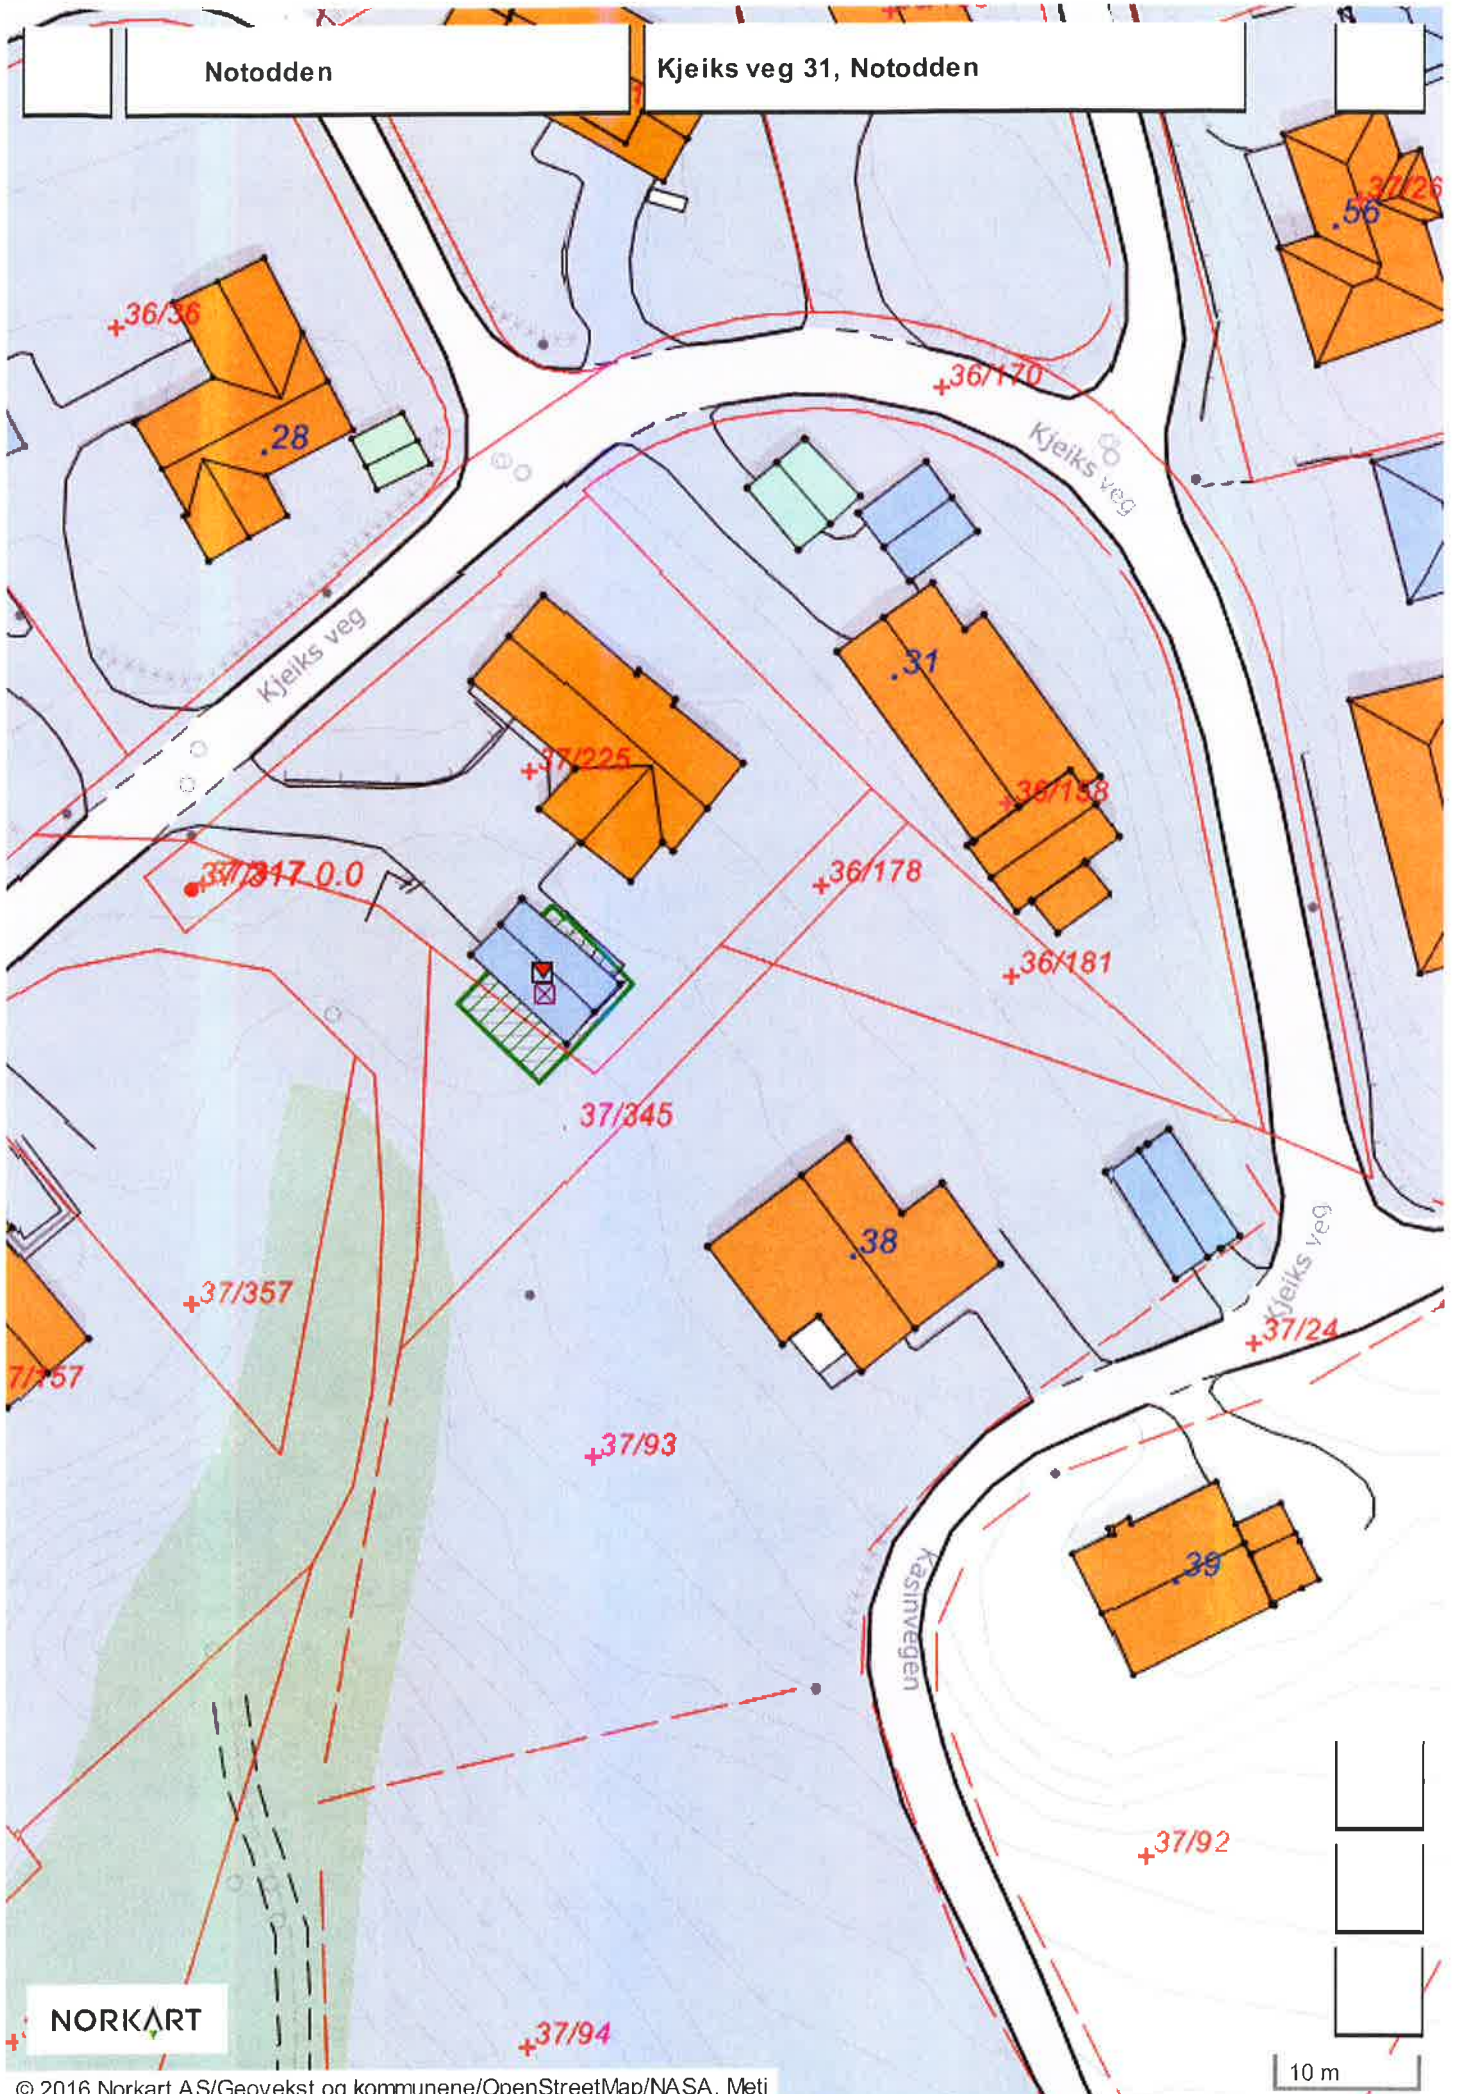 Notodden
Kjeiks veg 31, Notodden
37/26
.56
36/36
36/170
.28
Kjeiks veg
.31
Kjeiks veg
37/225
36/158
37/317 0.0
36/178
36/181
37/345
.38
Kjeiks veg
37/357
37/24
7/157
37/93
.39
Kåsinvegen
37/92
NORKART
37/94
10 m
© 2016 Norkart AS/Geovekst og kommunene/OpenStreetMap/NASA, Meti